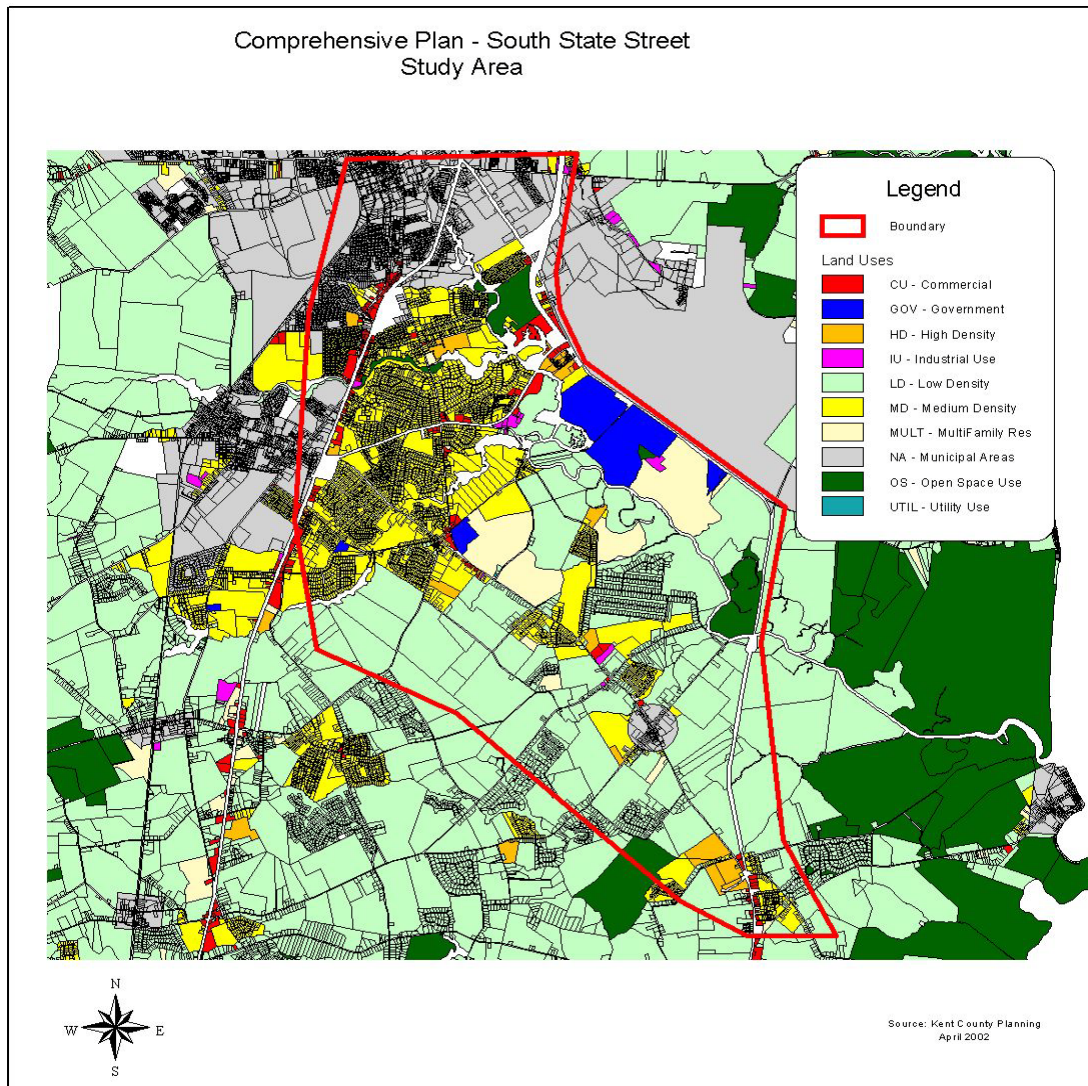 Comprehensive Plan - South State Street
Study Area
Legend
Boundary
Land Uses
CU - Commercial
GOV - Government
HD - High Density
IU - Industrial Use
LD - Low Density
MD - Medium Density
MULT - MultiFamily Res
NA - Municipal Areas
OS - Open Space Use
UTIL - Utility Use
N
W E
S
Source: Kent County Planning
April 2002